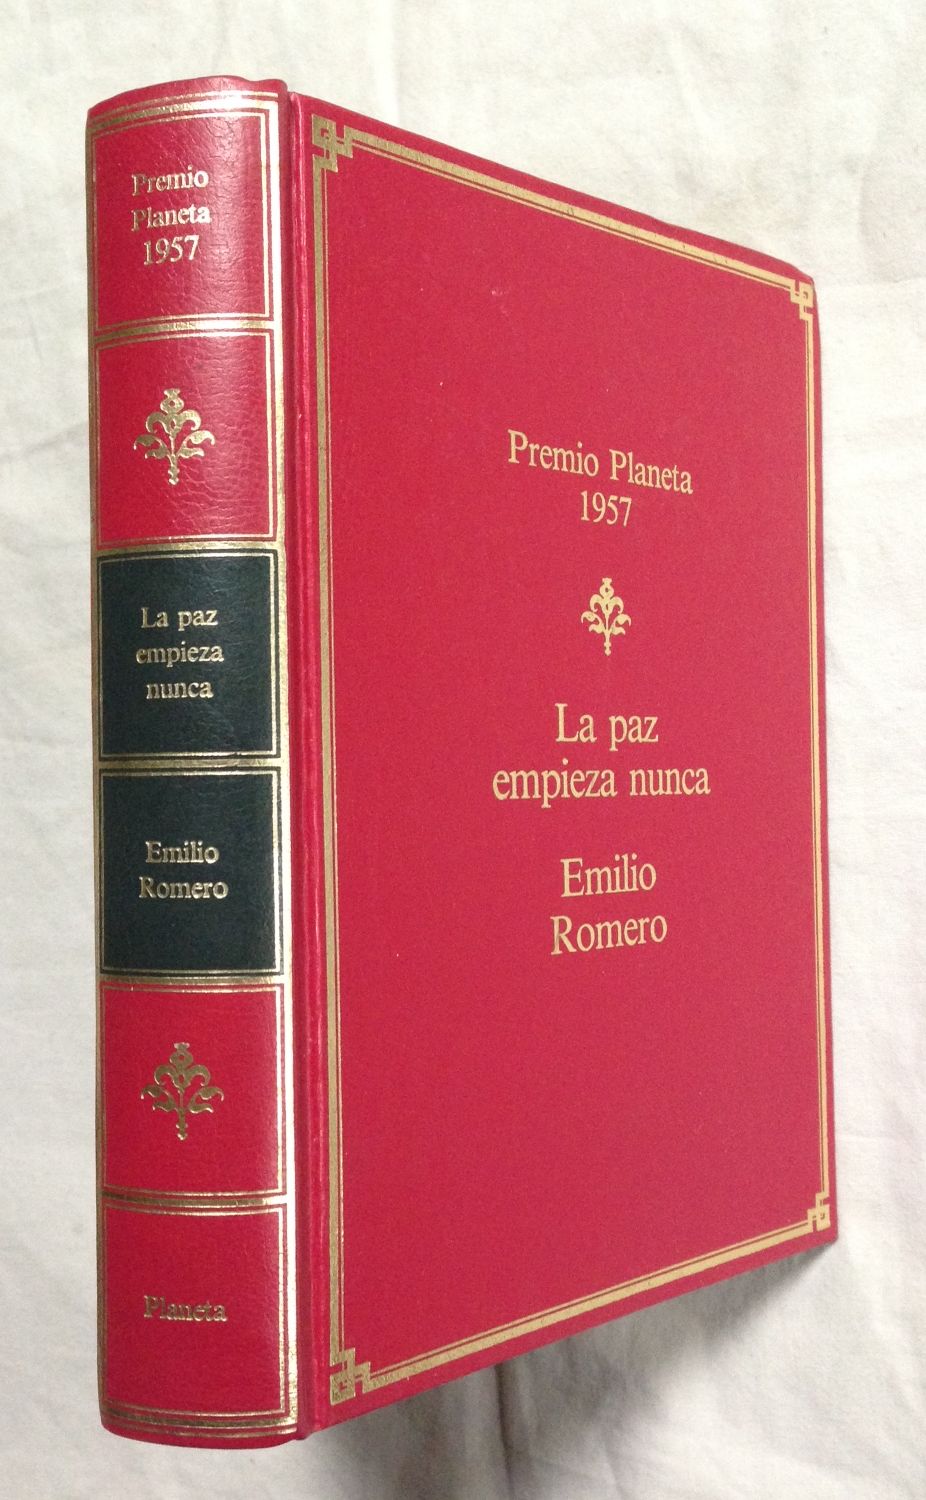 Premio
Planeta
1957
La paz
empieza
nunca
Emilio
Romero
Planeta
Premio Planeta
1957
La paz
empieza nunca
Emilio
Romero